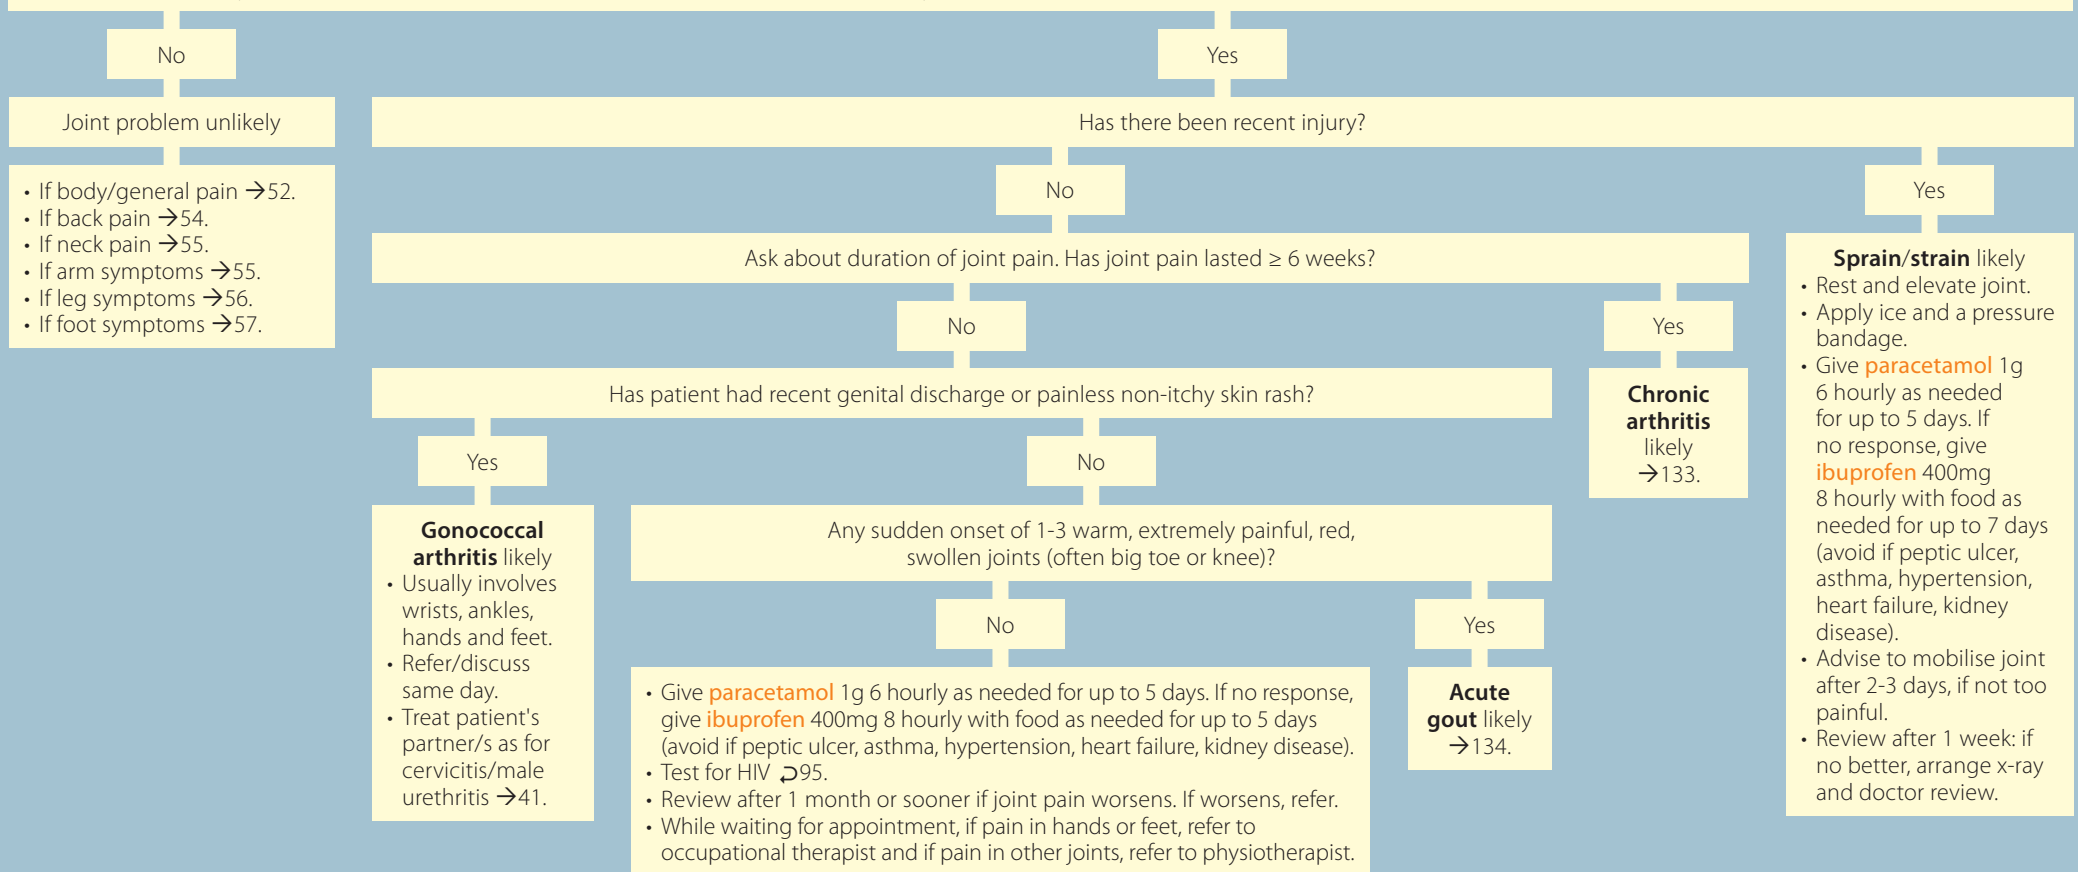 No
Yes
Joint problem unlikely
Has there been recent injury?
• If body/general pain →52.
• If back pain →54.
• If neck pain →55.
• If arm symptoms →55.
• If leg symptoms →56.
• If foot symptoms →57.
No
Yes
Ask about duration of joint pain. Has joint pain lasted ≥ 6 weeks?
Sprain/strain likely
• Rest and elevate joint.
• Apply ice and a pressure
bandage.
• Give paracetamol 1g
6 hourly as needed
for up to 5 days. If
no response, give
ibuprofen 400mg
8 hourly with food as
needed for up to 7 days
(avoid if peptic ulcer,
asthma, hypertension,
heart failure, kidney
disease).
• Advise to mobilise joint
after 2-3 days, if not too
painful.
• Review after 1 week: if
no better, arrange x-ray
and doctor review.
No
Yes
Has patient had recent genital discharge or painless non-itchy skin rash?
Chronic
arthritis
likely
→133.
Yes
No
Gonococcal
arthritis likely
• Usually involves
wrists, ankles,
hands and feet.
• Refer/discuss
same day.
• Treat patient's
partner/s as for
cervicitis/male
urethritis →41.
Any sudden onset of 1-3 warm, extremely painful, red,
swollen joints (often big toe or knee)?
No
Yes
• Give paracetamol 1g 6 hourly as needed for up to 5 days. If no response,
give ibuprofen 400mg 8 hourly with food as needed for up to 5 days
(avoid if peptic ulcer, asthma, hypertension, heart failure, kidney disease).
• Test for HIV ⮌95.
• Review after 1 month or sooner if joint pain worsens. If worsens, refer.
• While waiting for appointment, if pain in hands or feet, refer to
occupational therapist and if pain in other joints, refer to physiotherapist.
Acute
gout likely
→134.